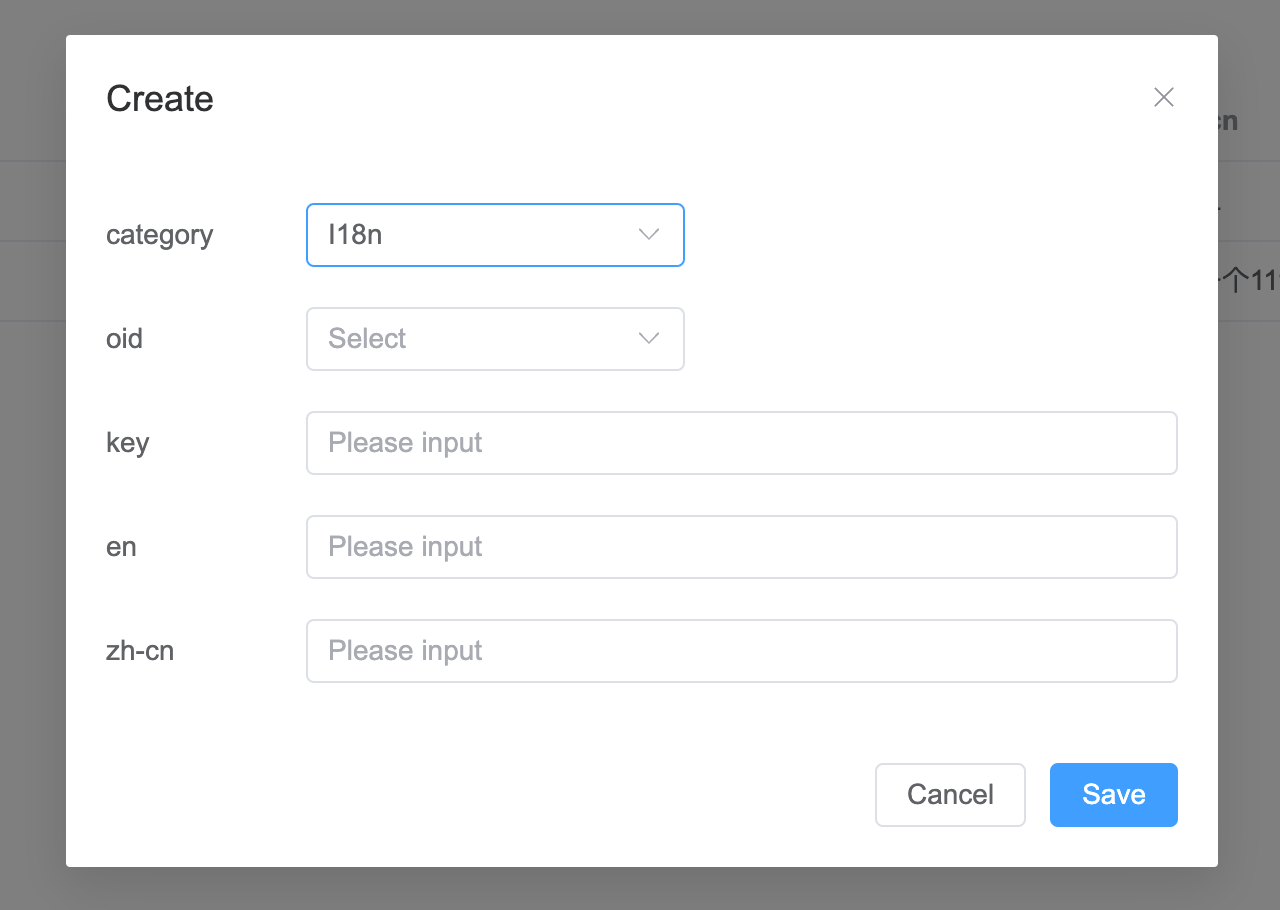 Create
category
I18n
oid
Select
key
Please input
en
Please input
zh-cn
Please input
Cancel
Save
cn
个11